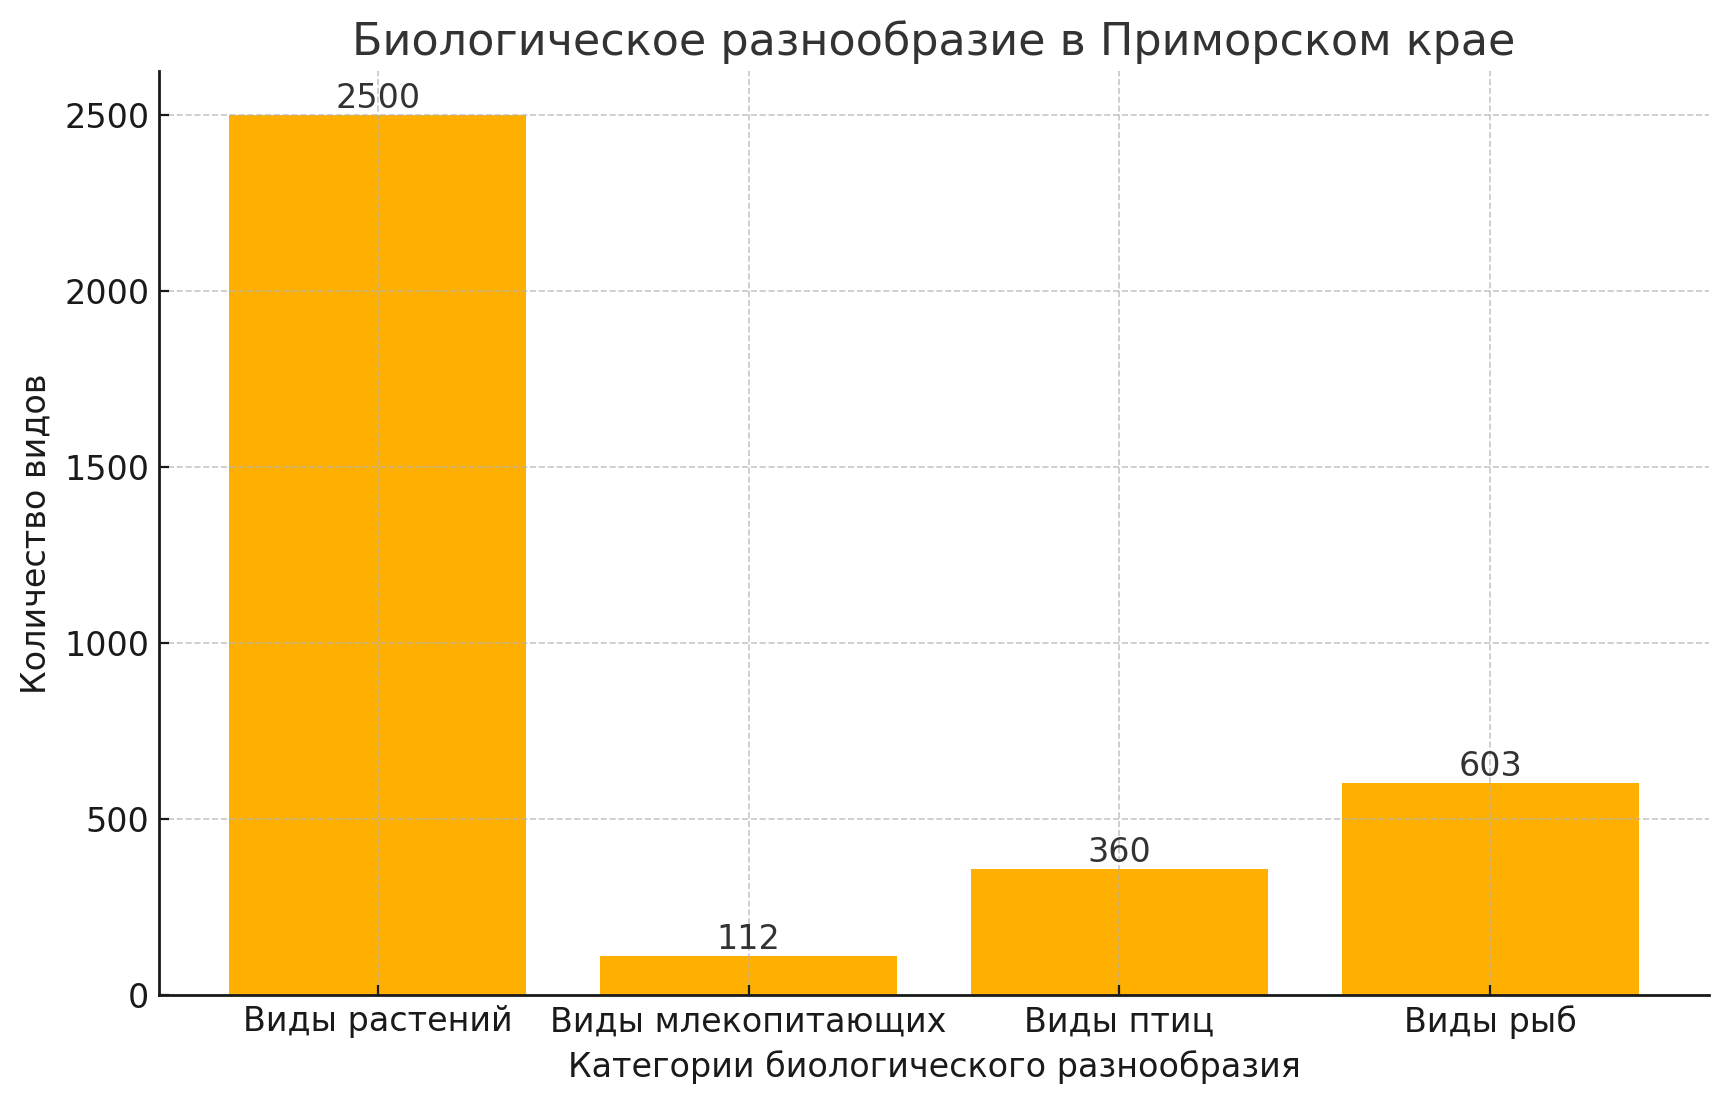 Биологическое разнообразие в Приморском крае
2500
2500
2000
1500
1000
603
500
360
112
0
Количество видов
Виды растений Виды млекопитающих Виды птиц Виды рыб
Категории биологического разнообразия